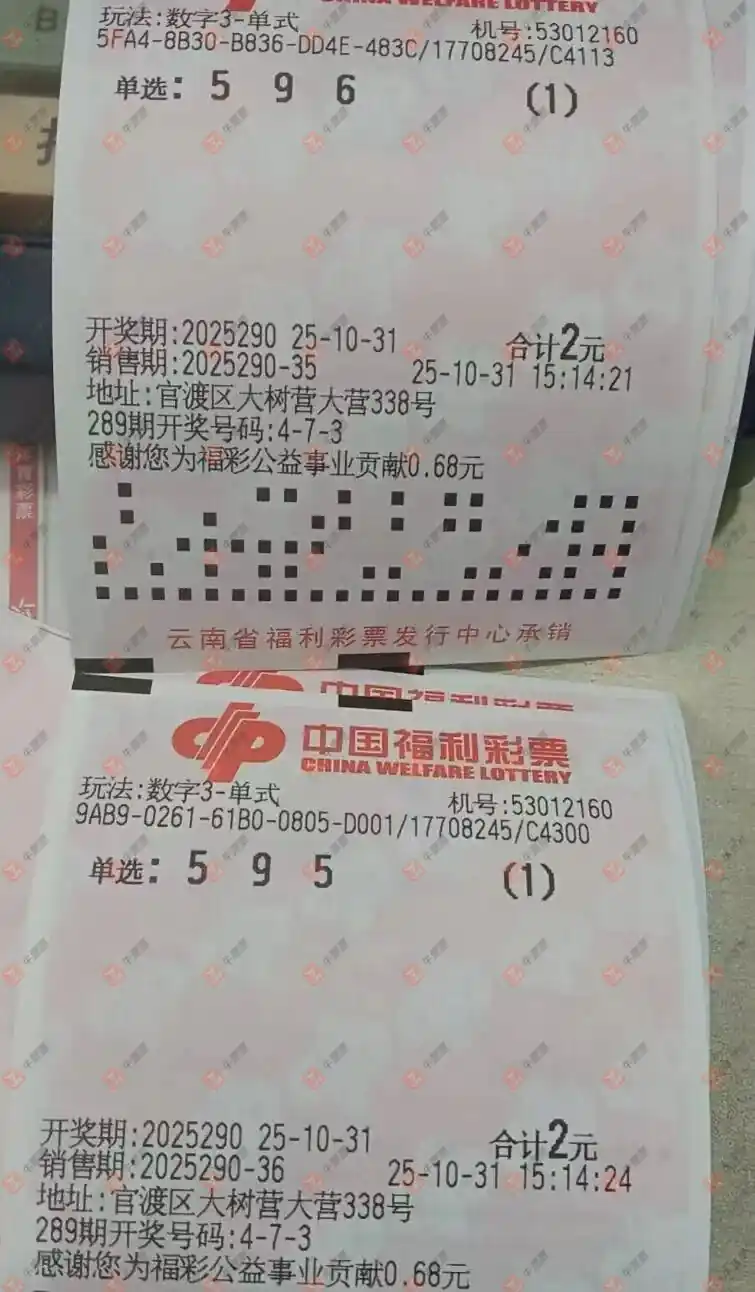 CHINA WELFARE LOTTERY
玩法:数字3-单式 机号:53012160
5FA4-8B30-B836-DD4E-483C/17708245/C4113
单选: 5 9 6 (1)
开奖期:2025290 25-10-31 合计2元
销售期:2025290-35 25-10-31 15:14:21
地址:官渡区大树营大营338号
289期开奖号码:4-7-3
感谢您为福彩公益事业贡献0.68元
云南省福利彩票发行中心承销
中国福利彩票
中国福利彩票
CHINA WELFARE LOTTERY
玩法:数字3-单式 机号:53012160
9AB9-0261-61B0-0805-D001/17708245/C4300
单选: 5 9 5 (1)
开奖期:2025290 25-10-31 合计2元
销售期:2025290-36 25-10-31 15:14:24
地址:官渡区大树营大营338号
289期开奖号码:4-7-3
感谢您为福彩公益事业贡献0.68元